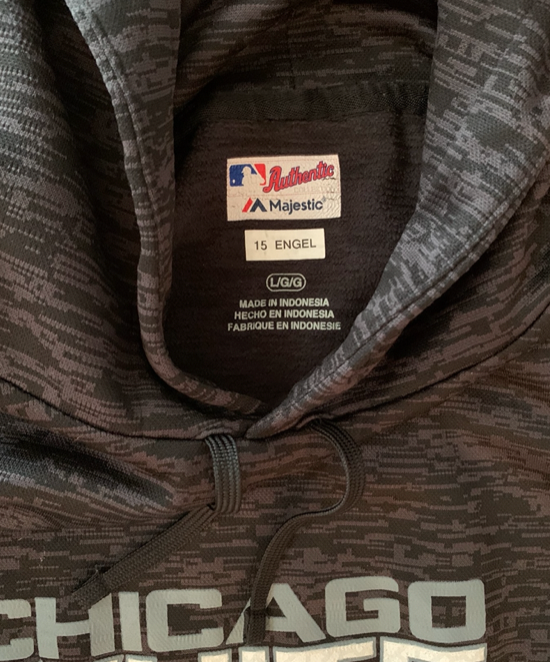 Authentic
Majestic
15 ENGEL
L/G/G
MADE IN INDONESIA
HECHO EN INDONESIA
FABRIQUE EN INDONESIE
CHICAGO